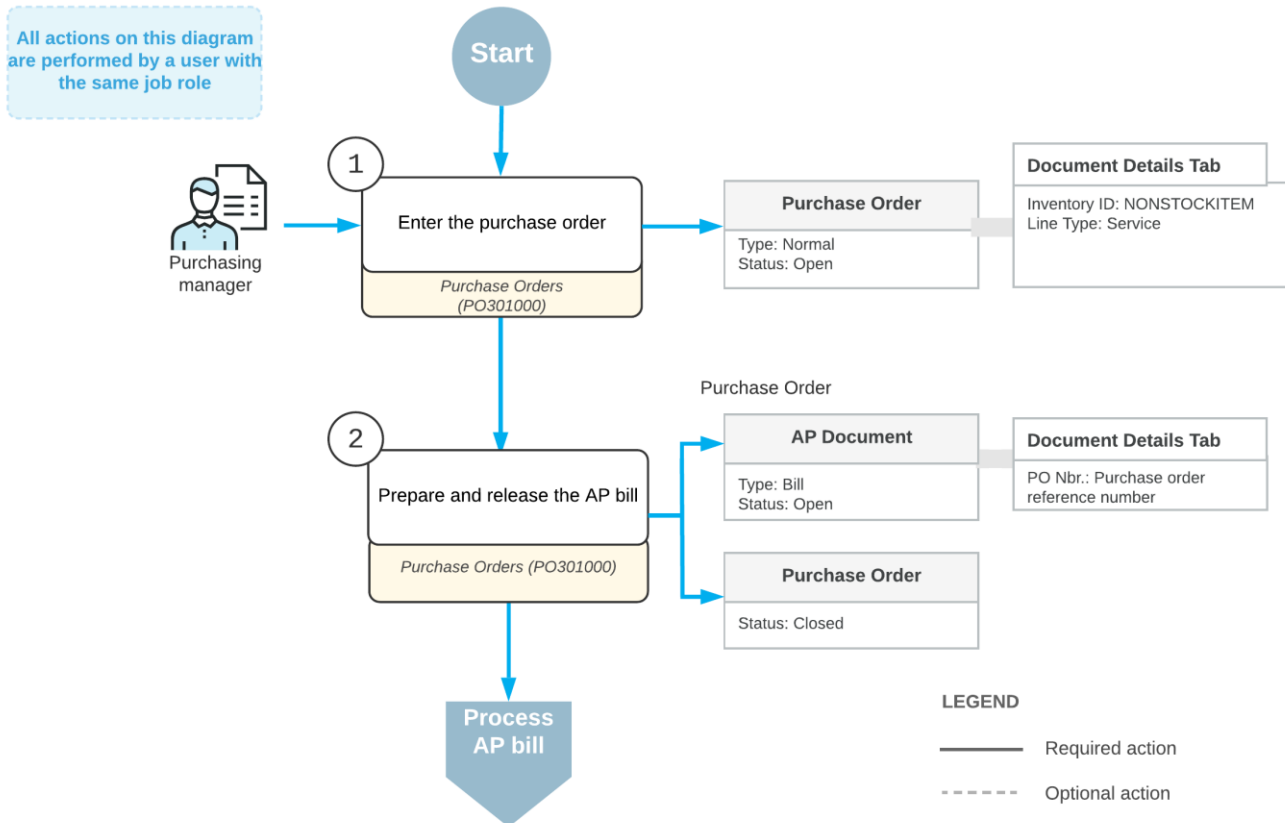 All actions on this diagram
are performed by a user with
the same job role
Start
1
Enter the purchase order
Purchase Orders
(PO301000)
Purchasing
manager
Purchase Order
Type: Normal
Status: Open
Document Details Tab
Inventory ID: NONSTOCKITEM
Line Type: Service
2
Prepare and release the AP bill
Purchase Orders (PO301000)
Purchase Order
AP Document
Type: Bill
Status: Open
Document Details Tab
PO Nbr.: Purchase order
reference number
Purchase Order
Status: Closed
Process
AP bill
LEGEND
Required action
Optional action